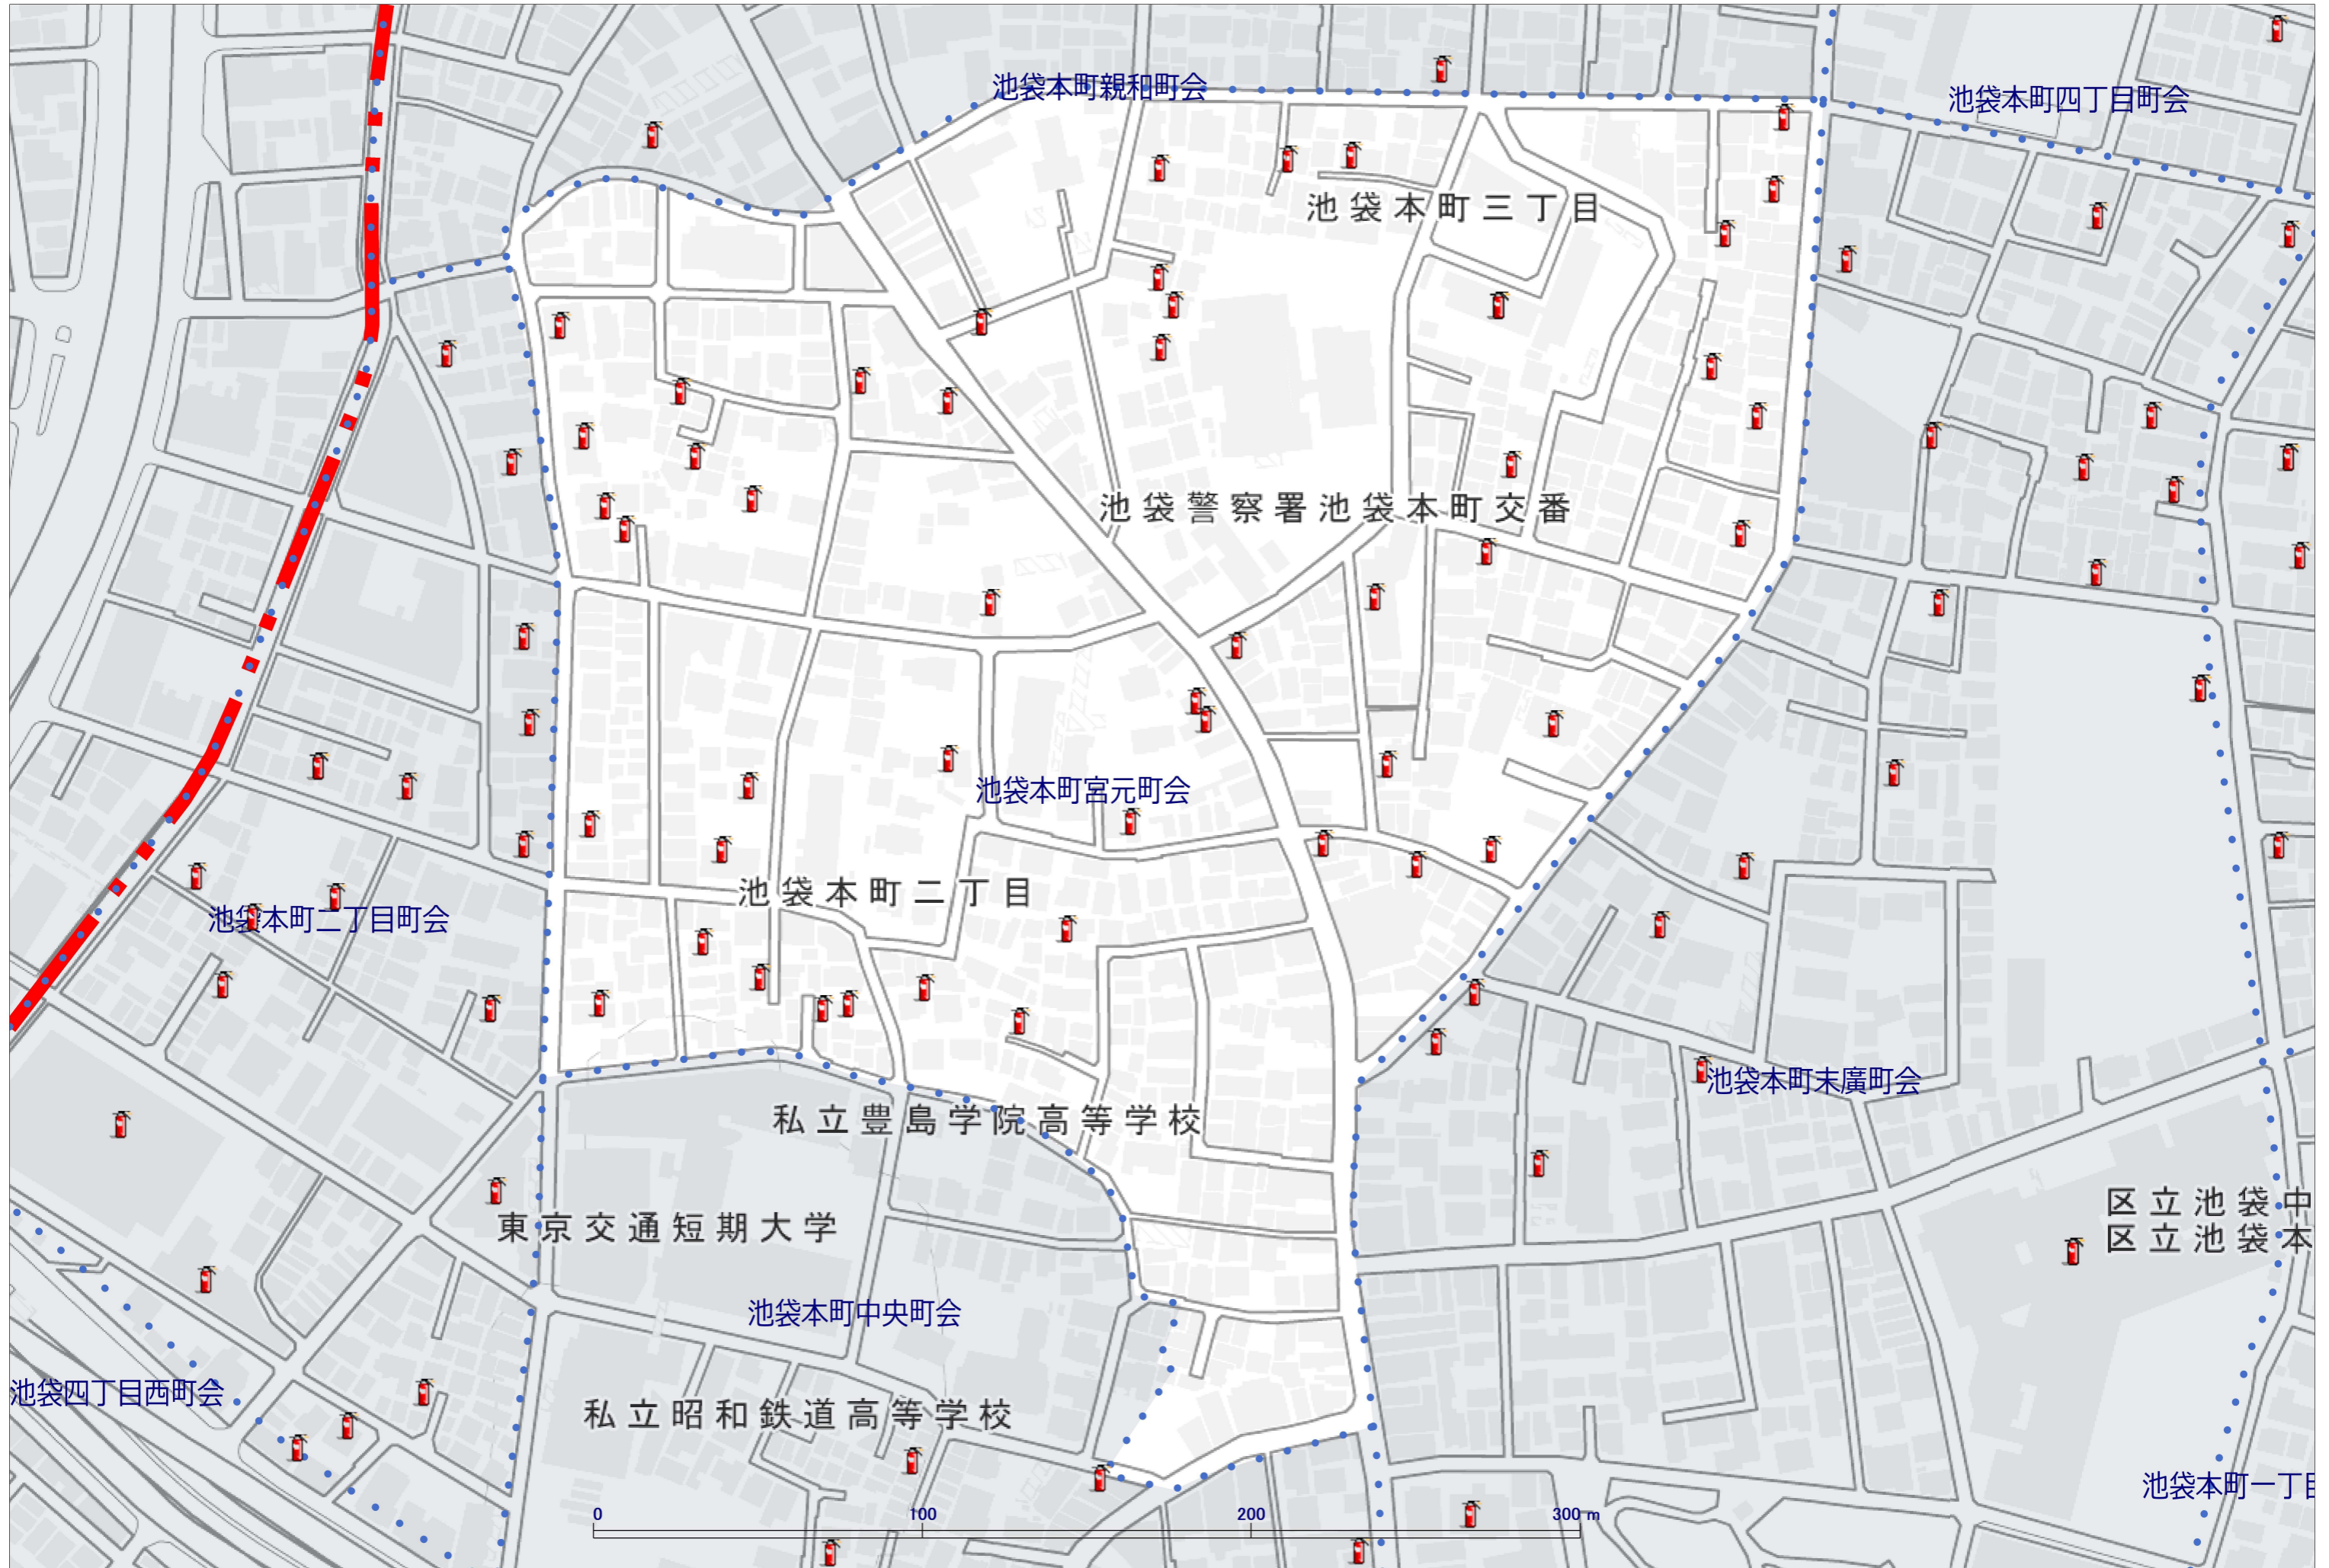 池袋本町親和町会
池袋本町四丁目町会
池袋本町三丁目
池袋警察署池袋本町交番
池袋本町宮元町会
池袋本町二丁目
池袋本町二丁目町会
池袋本町末廣町会
私立豊島学院高等学校
区立池袋中
東京交通短期大学
区立池袋本
池袋本町中央町会
池袋四丁目西町会
私立昭和鉄道高等学校
池袋本町一丁目
0 100 200 300 m